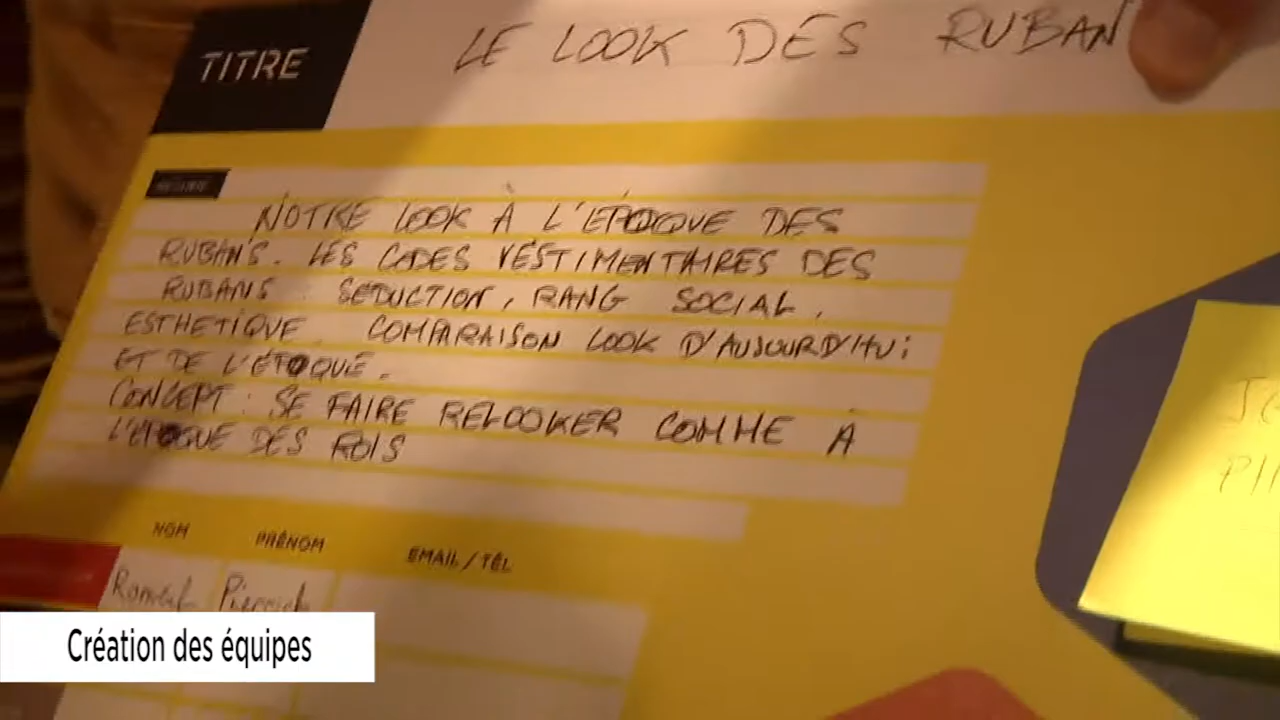 TITRE
LE LOOK DES RUBAN
NOTRE LOOK À L'ÉPOQUE DES
RUBANS. LES CODES VESTIMENTAIRES DES
RUBANS SEDUCTION, RANG SOCIAL,
ESTHETIQUE. COMPARAISON LOOK D'AUJOURD'HUI
ET DE L'ÉPOQUE.
CONCEPT : SE FAIRE RELOOKER COMME À
L'EPOQUE DES ROIS
NOM PRÉNOM EMAIL / TÉL
Pierrick
Création des équipes